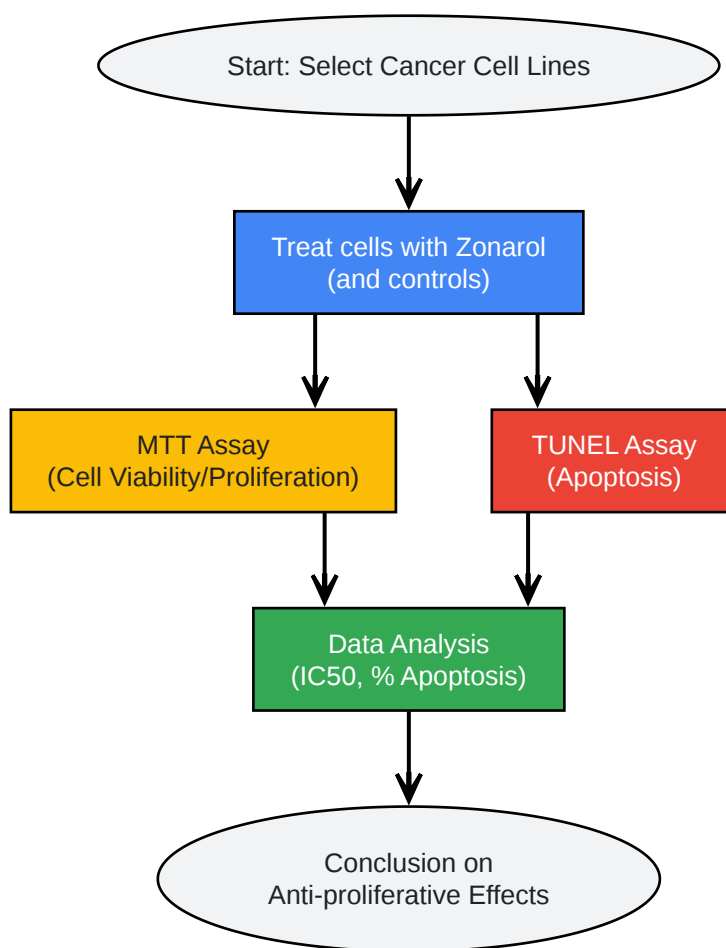 Start: Select Cancer Cell Lines
Treat cells with Zonarol
(and controls)
MTT Assay
(Cell Viability/Proliferation)
TUNEL Assay
(Apoptosis)
Data Analysis
(IC50, % Apoptosis)
Conclusion on
Anti-proliferative Effects